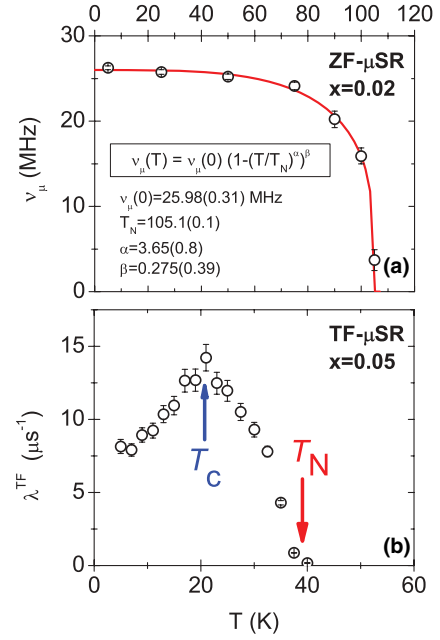 0 20 40 60 80 100 120
30
20
10
0
ν_μ (MHz)
ZF-μSR
x=0.02
ν_μ(T) = ν_μ(0) (1-(T/T_N)^α)^β
ν_μ(0)=25.98(0.31) MHz
T_N=105.1(0.1)
α=3.65(0.8)
β=0.275(0.39)
(a)
15
10
5
0
λ^TF (μs^-1)
TF-μSR
x=0.05
T_C
T_N
(b)
0 20 40 60
T (K)